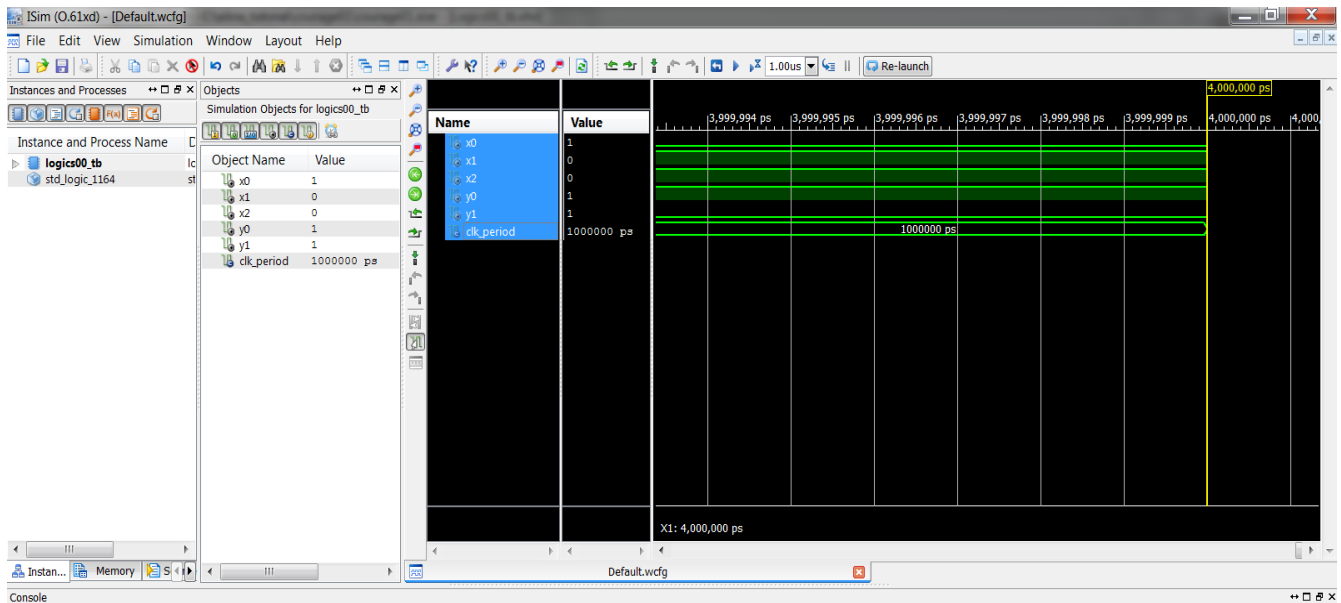 ISim (O.61xd) - [Default.wcfg]
File Edit View Simulation Window Layout Help
1.00us Re-launch
Instances and Processes
Instance and Process Name D
logics00_tb lc
std_logic_1164 st
Instan... Memory S
Objects
Simulation Objects for logics00_tb
Object Name Value
x0 1
x1 0
x2 0
y0 1
y1 1
clk_period 1000000 ps
Name Value
x0 1
x1 0
x2 0
y0 1
y1 1
clk_period 1000000 ps
4,000,000 ps
3,999,994 ps 3,999,995 ps 3,999,996 ps 3,999,997 ps 3,999,998 ps 3,999,999 ps 4,000,000 ps 4,000,
1000000 ps
X1: 4,000,000 ps
Default.wcfg
Console